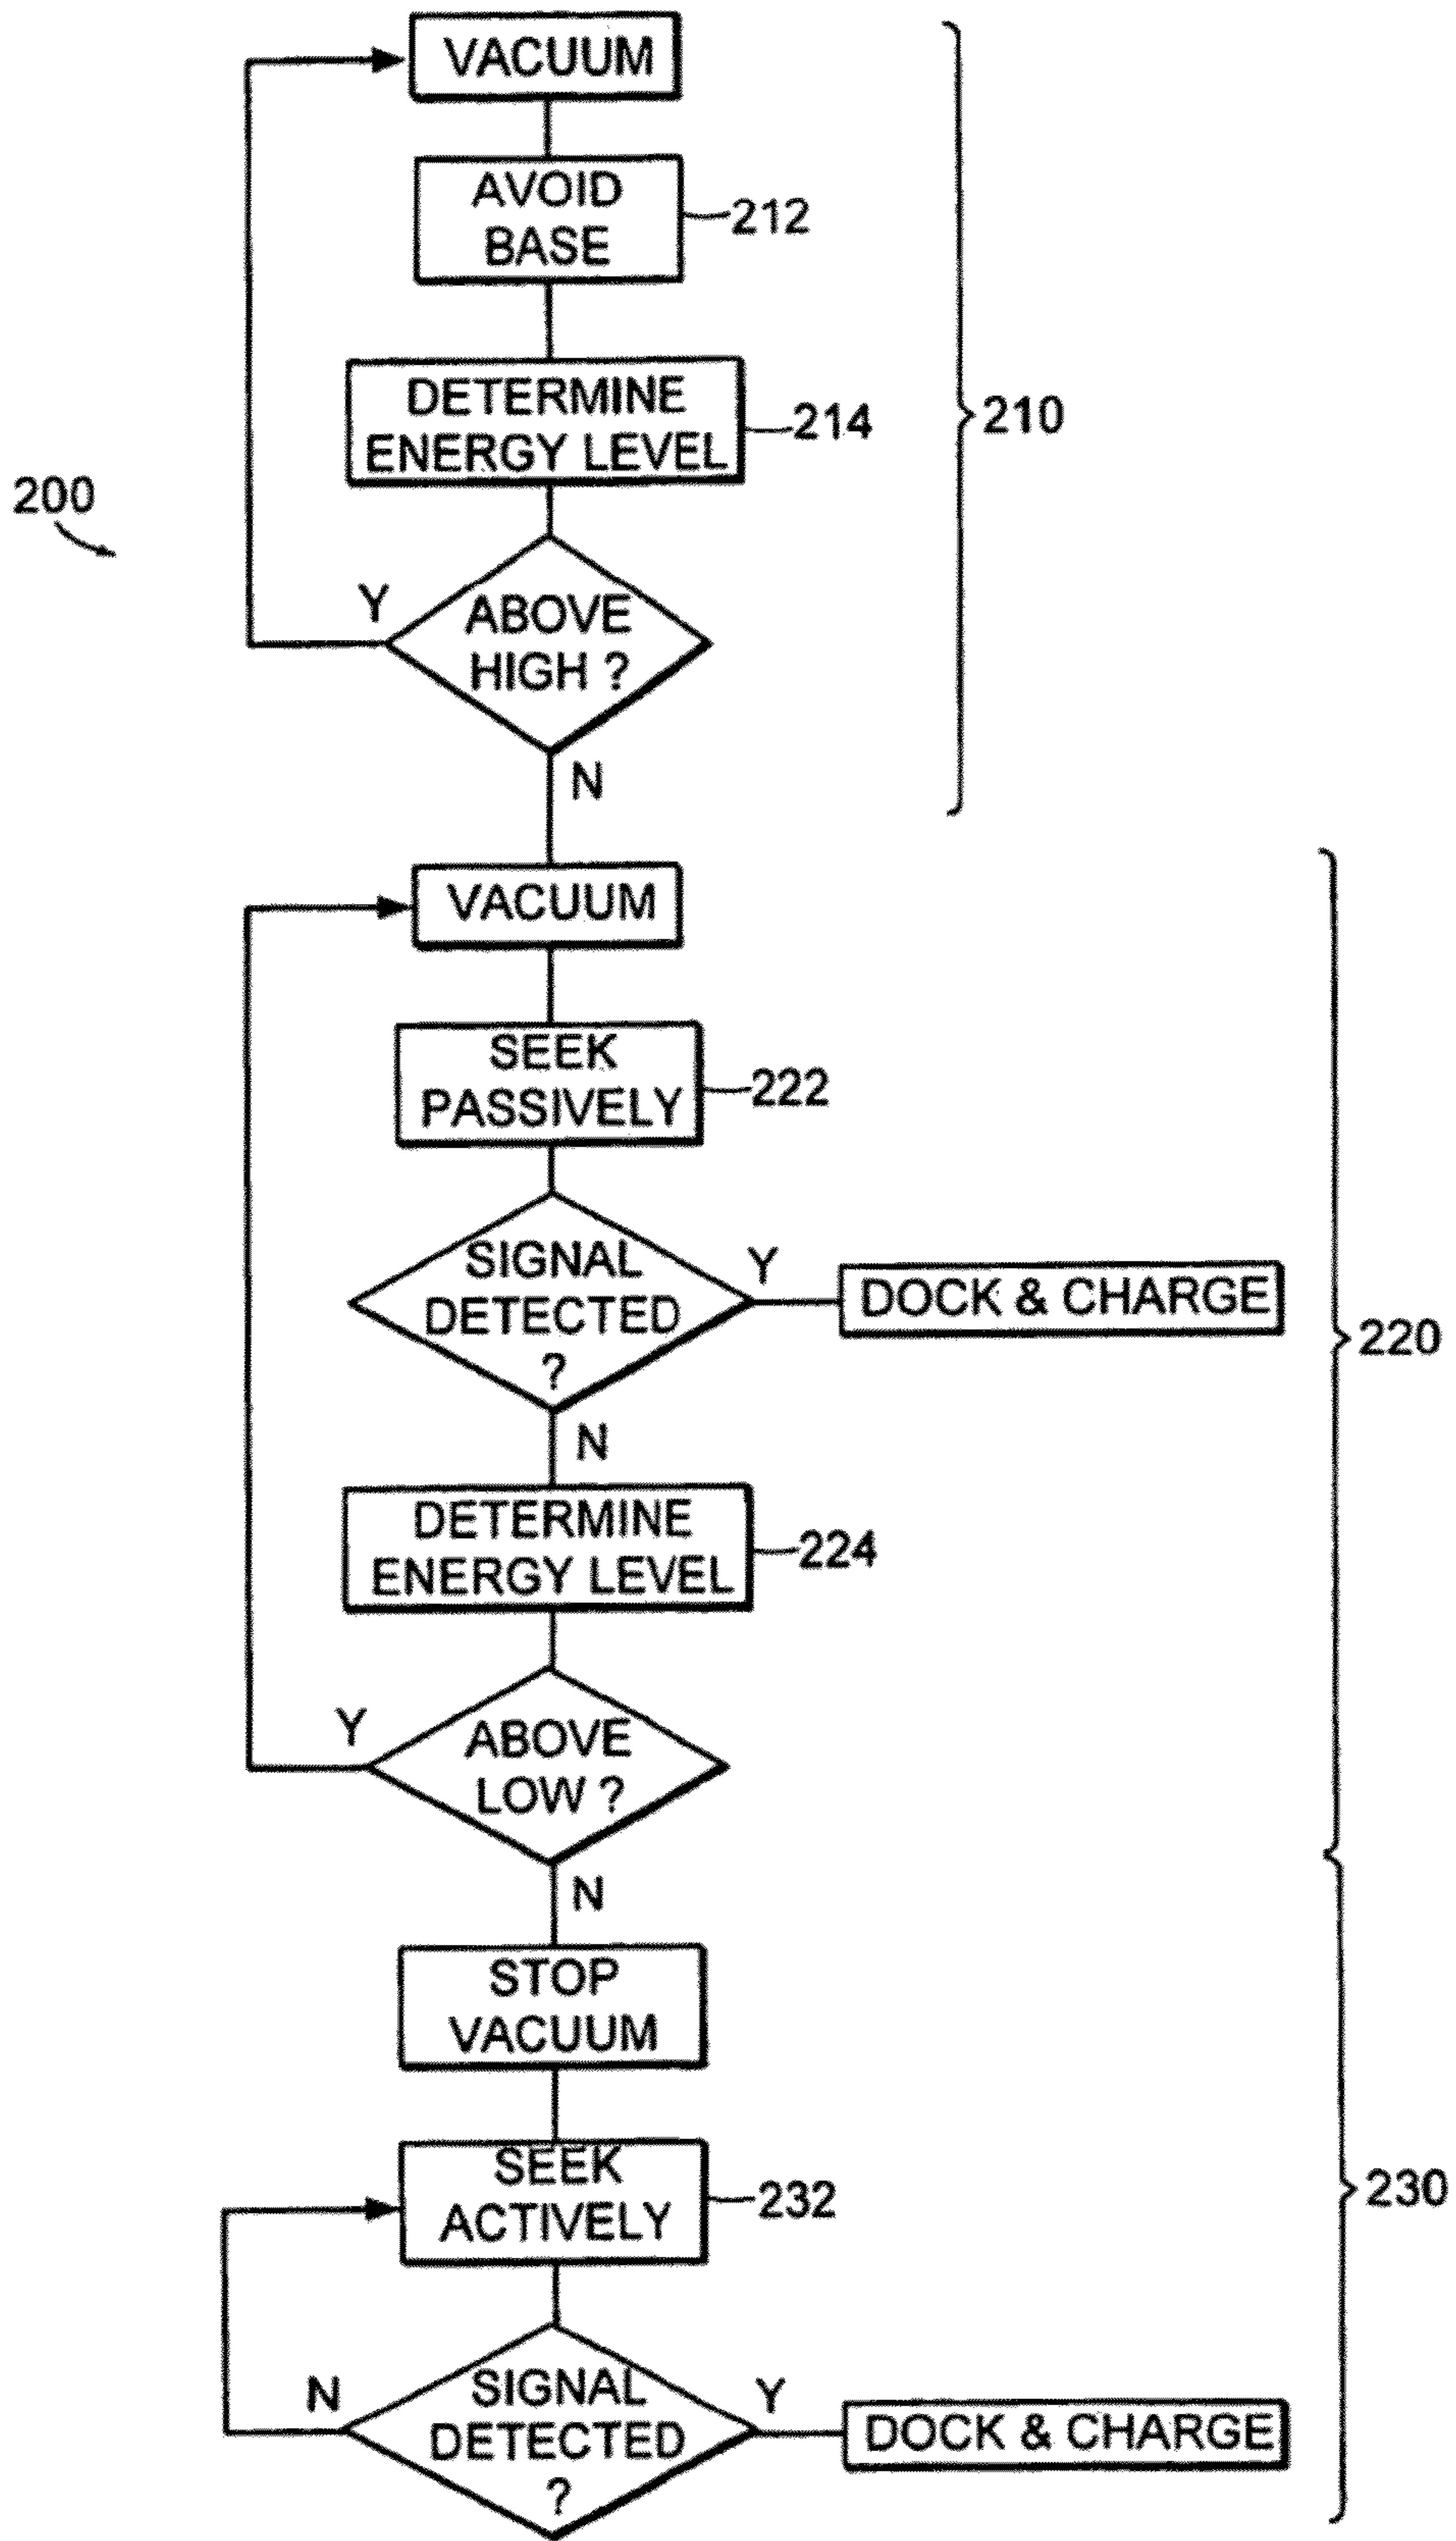 VACUUM
AVOID
BASE
212
DETERMINE
ENERGY LEVEL
214
210
200
Y
ABOVE
HIGH ?
N
VACUUM
SEEK
PASSIVELY
222
SIGNAL
DETECTED
?
Y
DOCK & CHARGE
220
N
DETERMINE
ENERGY LEVEL
224
Y
ABOVE
LOW ?
N
STOP
VACUUM
SEEK
ACTIVELY
232
230
N
SIGNAL
DETECTED
?
Y
DOCK & CHARGE